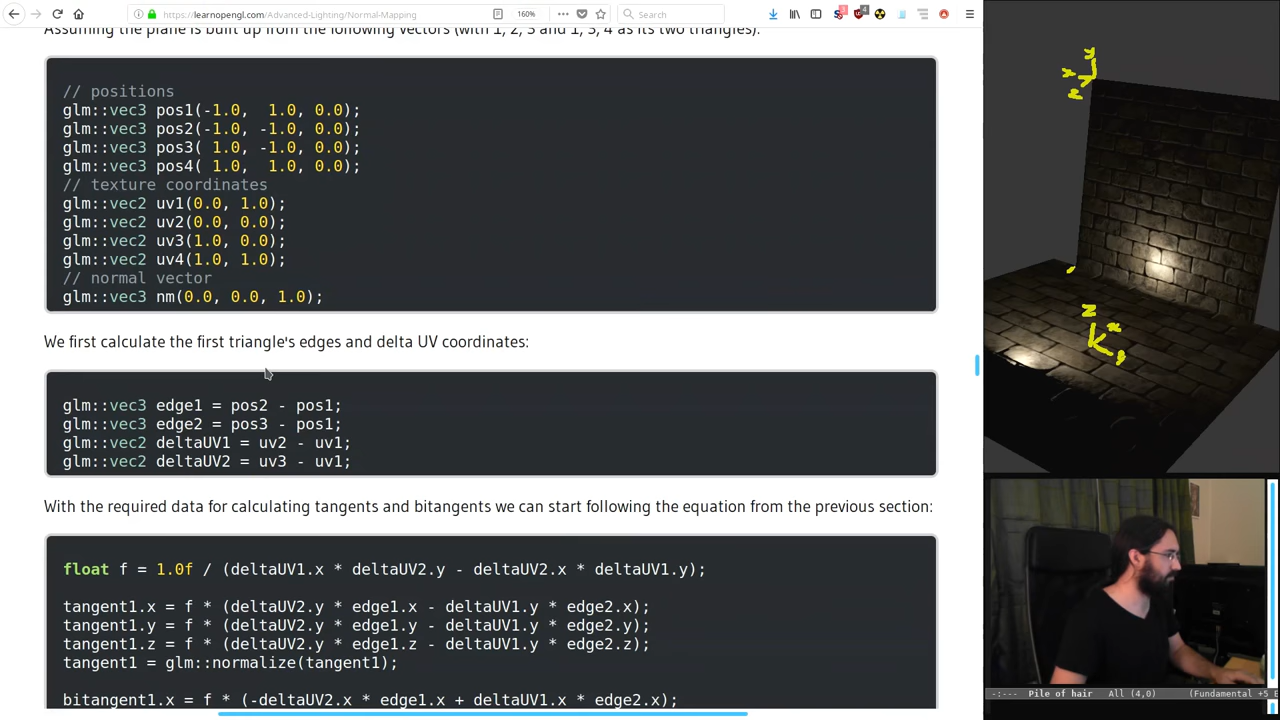 https://learnopengl.com/Advanced-Lighting/Normal-Mapping
160%
Search
3
4
Assuming the plane is built up from the following vectors (with 1, 2, 3 and 1, 3, 4 as its two triangles):
// positions
glm::vec3 pos1(-1.0,  1.0, 0.0);
glm::vec3 pos2(-1.0, -1.0, 0.0);
glm::vec3 pos3( 1.0, -1.0, 0.0);
glm::vec3 pos4( 1.0,  1.0, 0.0);
// texture coordinates
glm::vec2 uv1(0.0, 1.0);
glm::vec2 uv2(0.0, 0.0);
glm::vec2 uv3(1.0, 0.0);
glm::vec2 uv4(1.0, 1.0);
// normal vector
glm::vec3 nm(0.0, 0.0, 1.0);
We first calculate the first triangle's edges and delta UV coordinates:
glm::vec3 edge1 = pos2 - pos1;
glm::vec3 edge2 = pos3 - pos1;
glm::vec2 deltaUV1 = uv2 - uv1;
glm::vec2 deltaUV2 = uv3 - uv1;
With the required data for calculating tangents and bitangents we can start following the equation from the previous section:
float f = 1.0f / (deltaUV1.x * deltaUV2.y - deltaUV2.x * deltaUV1.y);
tangent1.x = f * (deltaUV2.y * edge1.x - deltaUV1.y * edge2.x);
tangent1.y = f * (deltaUV2.y * edge1.y - deltaUV1.y * edge2.y);
tangent1.z = f * (deltaUV2.y * edge1.z - deltaUV1.y * edge2.z);
tangent1 = glm::normalize(tangent1);
bitangent1.x = f * (-deltaUV2.x * edge1.x + deltaUV1.x * edge2.x);
y
x
z
z
x
y
-:---  Pile of hair   All (4,0)   (Fundamental +5 E